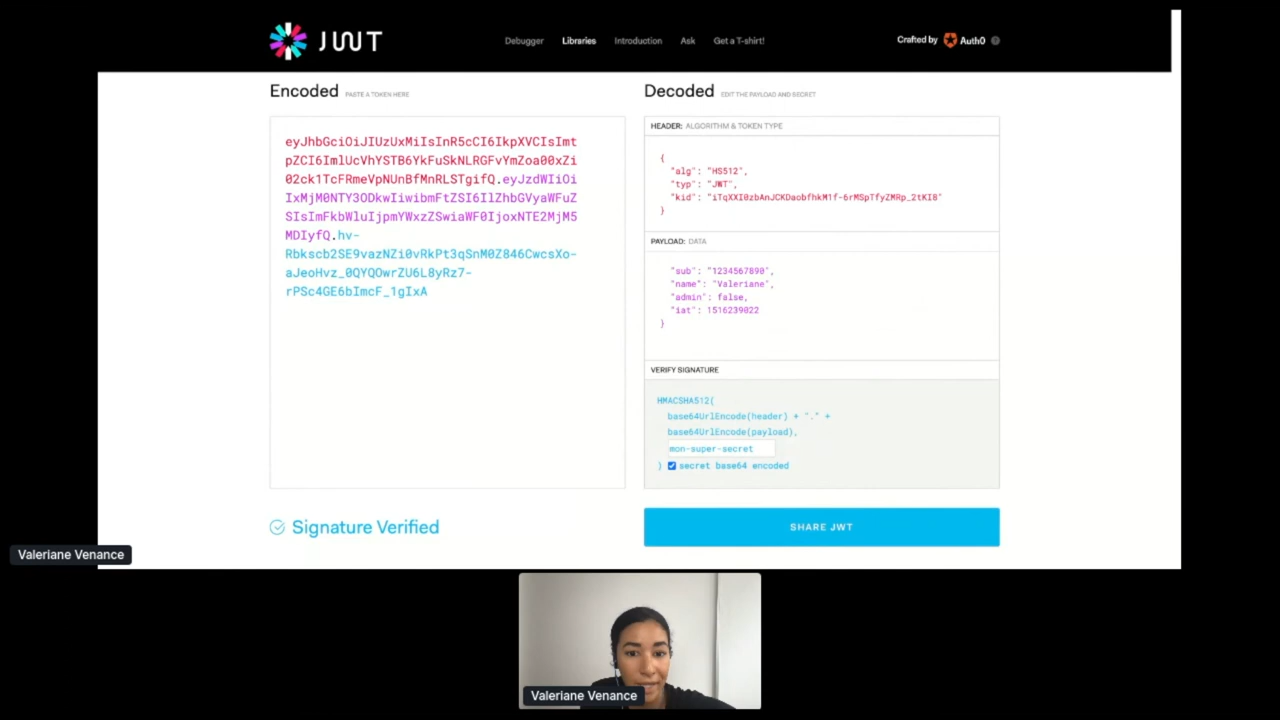 JWT
Debugger Libraries Introduction Ask Get a T-shirt!
Crafted by Auth0
Encoded PASTE A TOKEN HERE
eyJhbGciOiJIUzUxMiIsInR5cCI6IkpXVCIsImt
pZCI6ImlUcVhYSTB6YkFuSkNLRGFvYmZoa00xZi
02ck1TcFRmeVpNUnBfMnRLSTgifQ.eyJzdWIiOi
IxMjM0NTY3ODkwIiwibmFtZSI6IlZhbGVyaWFuZ
SIsImFkbWluIjpmYWxzZSwiaWF0IjoxNTE2MjM5
MDIyfQ.hv-
Rbkscb2SE9vazNZi0vRkPt3qSnM0Z846CwcsXo-
aJeoHvz_0QYQOwrZU6L8yRz7-
rPSc4GE6bImcF_1gIxA
Signature Verified
Decoded EDIT THE PAYLOAD AND SECRET
HEADER: ALGORITHM & TOKEN TYPE
{
"alg": "HS512",
"typ": "JWT",
"kid": "iTqXXI0zbAnJCKDaobfhkM1f-6rMSpTfyZMRp_2tKI8"
}
PAYLOAD: DATA
"sub": "1234567890",
"name": "Valeriane",
"admin": false,
"iat": 1516239022
}
VERIFY SIGNATURE
HMACSHA512(
base64UrlEncode(header) + "." +
base64UrlEncode(payload),
mon-super-secret
) secret base64 encoded
SHARE JWT
Valeriane Venance
Valeriane Venance